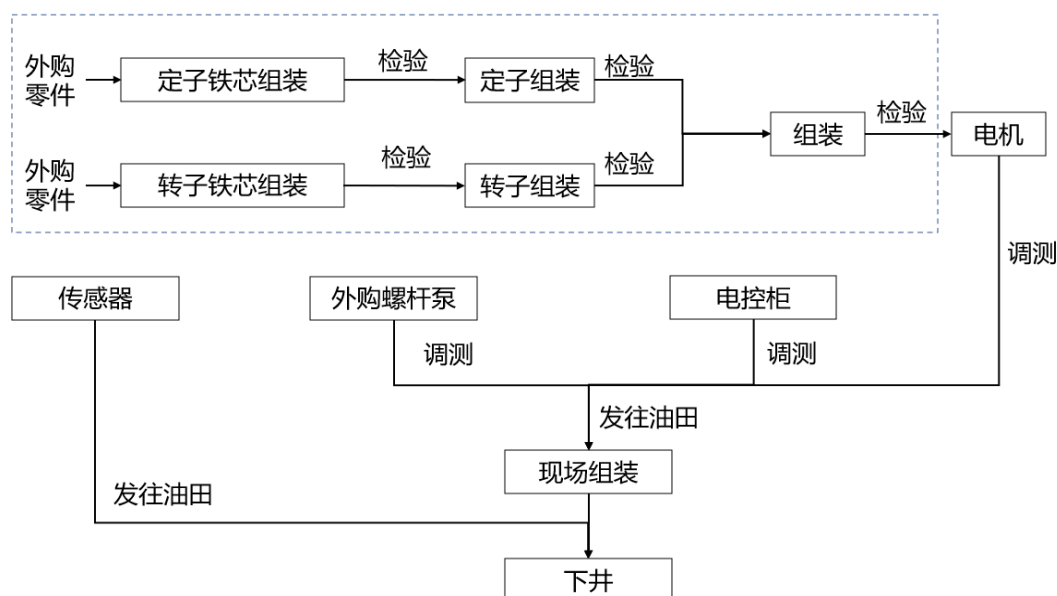 外购
零件
定子铁芯组装
检验
定子组装
检验
外购
零件
转子铁芯组装
检验
转子组装
检验
组装
检验
电机
调测
传感器
外购螺杆泵
电控柜
调测
调测
发往油田
现场组装
发往油田
下井